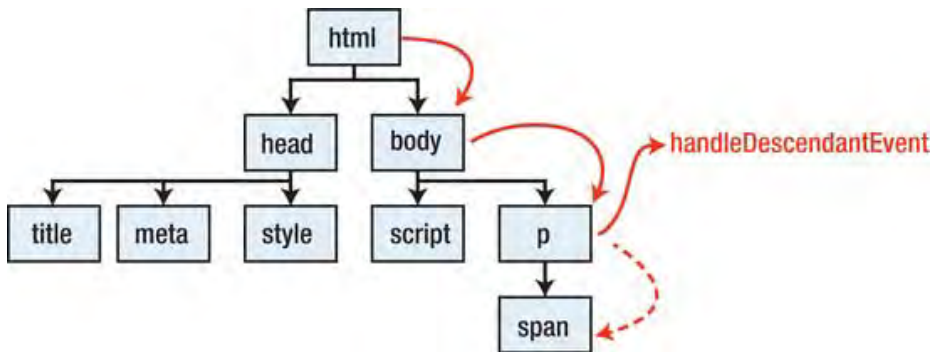 html
head
body
handleDescendantEvent
title
meta
style
script
p
span